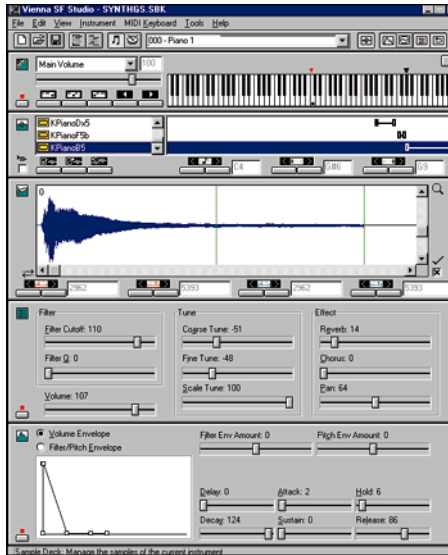 Vienna SF Studio - SYNTHGS.SBK
File Edit View Instrument MIDI Keyboard Tools Help
000 - Piano 1
Main Volume 100
KPianoDx5
KPianoF5b
KPianoB5
C4 G#6 G9
0
2962 5393 2962 5393
Filter Tune Effect
Filter Cutoff: 110 Coarse Tune: -51 Reverb: 14
Filter Q: 0 Fine Tune: -48 Chorus: 0
Volume: 107 Scale Tune: 100 Pan: 64
Volume Envelope Filter Env Amount: 0 Pitch Env Amount: 0
Filter/Pitch Envelope
Delay: 0 Attack: 2 Hold: 6
Decay: 124 Sustain: 0 Release: 86
Sample Deck: Manage the samples of the current instrument